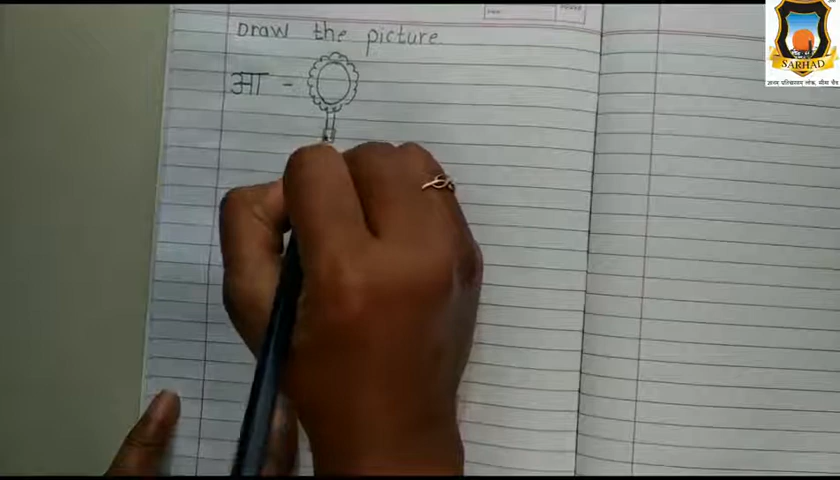 Draw the picture
आ -
SARHAD